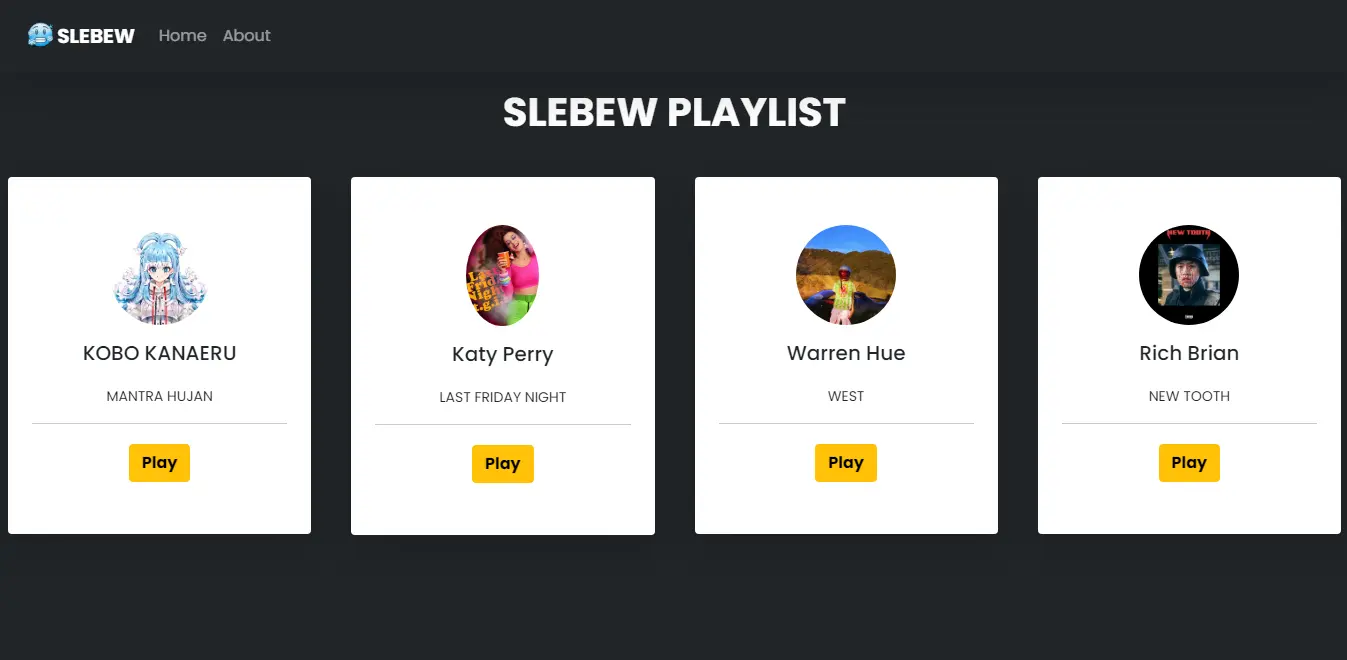 SLEBEW Home About
SLEBEW PLAYLIST
NEW TOOTH
KOBO KANAERU
MANTRA HUJAN
Play
Katy Perry
LAST FRIDAY NIGHT
Play
Warren Hue
WEST
Play
Rich Brian
NEW TOOTH
Play